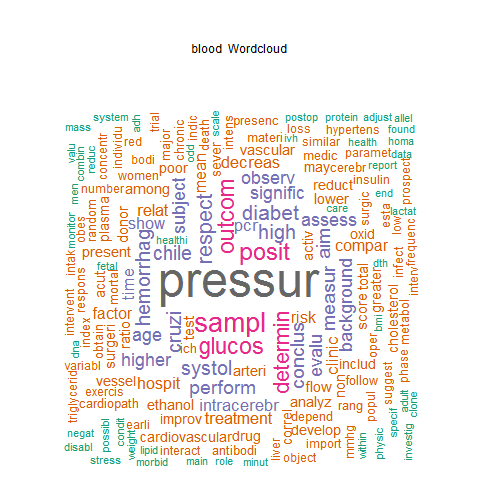 blood Wordcloud
system
adh
trial
major
chronic
odd
indic
sever
scale
intens
presenc
materi
ivh
loss
postop
similar
hypertens
protein
health
adjust
allel
homa
found
data
mass
valu
combin
reduc
concentr
individu
red
bodi
women
poor
mean
death
decreas
vascular
medic
may
cerebr
paramet
insulin
report
prospect
men
bees
number
random
plasma
donor
among
relat
subject
show
respect
outcom
observ
signific
diabet
reduct
lower
care
surgic
end
esta
low
lactat
frequenc
monitor
intak
respons
present
acut
fetal
time
mortal
healthi
hemorrhag
chile
pcr
high
posit
aim
assess
activ
oxid
compar
infect
interv
pressur
intervent
index
dna
variabl
triglycerid
factor
obtain
surgeri
ratio
age
cruzi
ich
test
sampl
glucos
determin
risk
conclus
measur
background
score
total
greater
dth
bmi
cholesterol
metabol
phase
higher
systol
arteri
evalu
clinic
includ
oper
suggest
adult
clone
investig
vessel
hospit
perform
flow
analyz
non
follow
popul
specif
exercis
cardiopath
ethanol
intracerebr
depend
rang
negat
disabl
possibl
condit
weight
earli
improv
treatment
correl
develop
mmhg
within
physic
cardiovascular
drug
liver
import
stress
lipid
interact
antibodi
object
morbid
main
role
minut